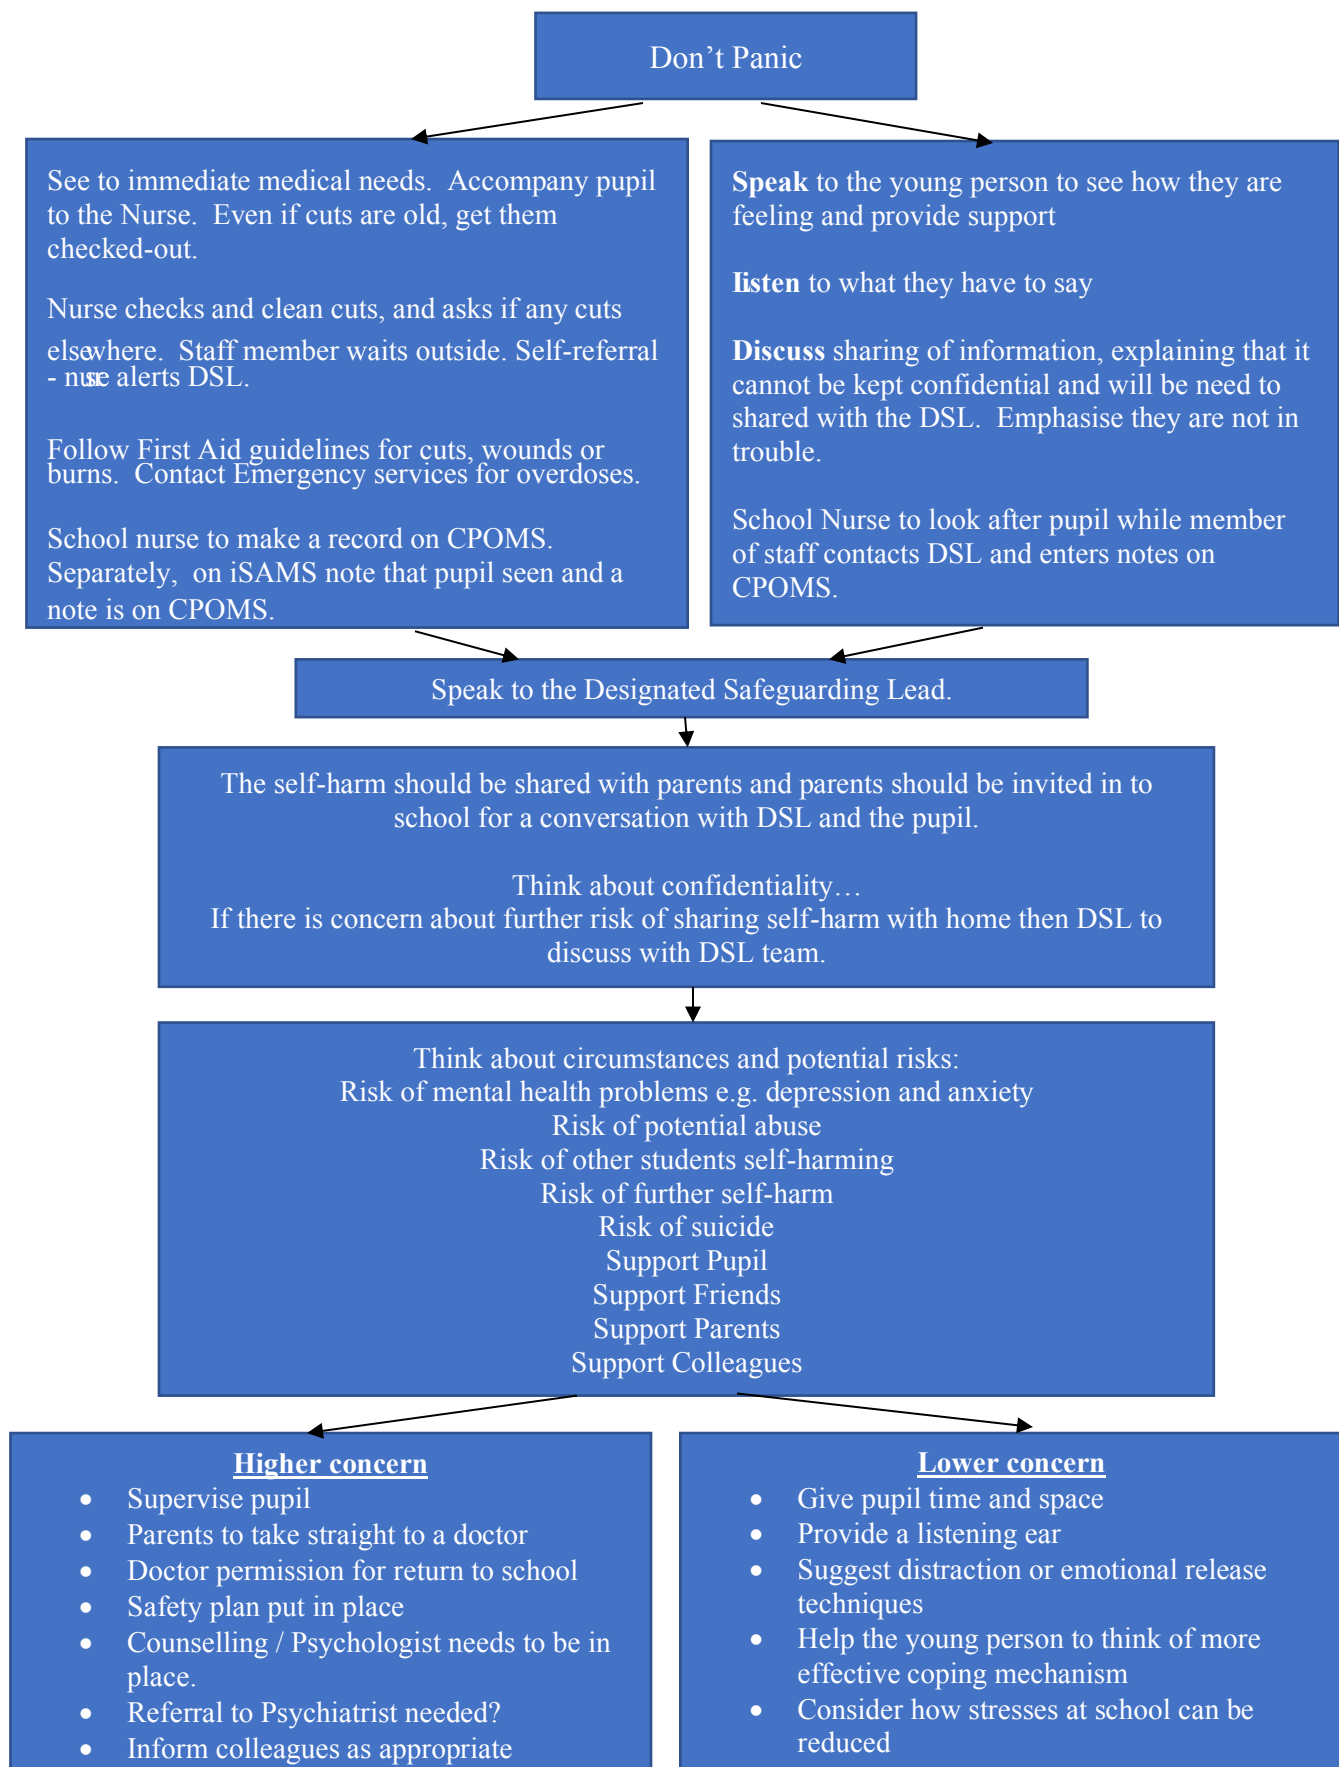 Don’t Panic
See to immediate medical needs.  Accompany pupil
to the Nurse.  Even if cuts are old, get them
checked-out.
Nurse checks and clean cuts, and asks if any cuts
elsewhere.  Staff member waits outside. Self-referral
- nurse alerts DSL.
Follow First Aid guidelines for cuts, wounds or
burns.  Contact Emergency services for overdoses.
School nurse to make a record on CPOMS.
Separately,  on iSAMS note that pupil seen and a
note is on CPOMS.
Speak to the young person to see how they are
feeling and provide support
Listen to what they have to say
Discuss sharing of information, explaining that it
cannot be kept confidential and will be need to
shared with the DSL.  Emphasise they are not in
trouble.
School Nurse to look after pupil while member
of staff contacts DSL and enters notes on
CPOMS.
Speak to the Designated Safeguarding Lead.
The self-harm should be shared with parents and parents should be invited in to
school for a conversation with DSL and the pupil.
Think about confidentiality…
If there is concern about further risk of sharing self-harm with home then DSL to
discuss with DSL team.
Think about circumstances and potential risks:
Risk of mental health problems e.g. depression and anxiety
Risk of potential abuse
Risk of other students self-harming
Risk of further self-harm
Risk of suicide
Support Pupil
Support Friends
Support Parents
Support Colleagues
Higher concern
• Supervise pupil
• Parents to take straight to a doctor
• Doctor permission for return to school
• Safety plan put in place
• Counselling / Psychologist needs to be in
place.
• Referral to Psychiatrist needed?
• Inform colleagues as appropriate
Lower concern
• Give pupil time and space
• Provide a listening ear
• Suggest distraction or emotional release
techniques
• Help the young person to think of more
effective coping mechanism
• Consider how stresses at school can be
reduced